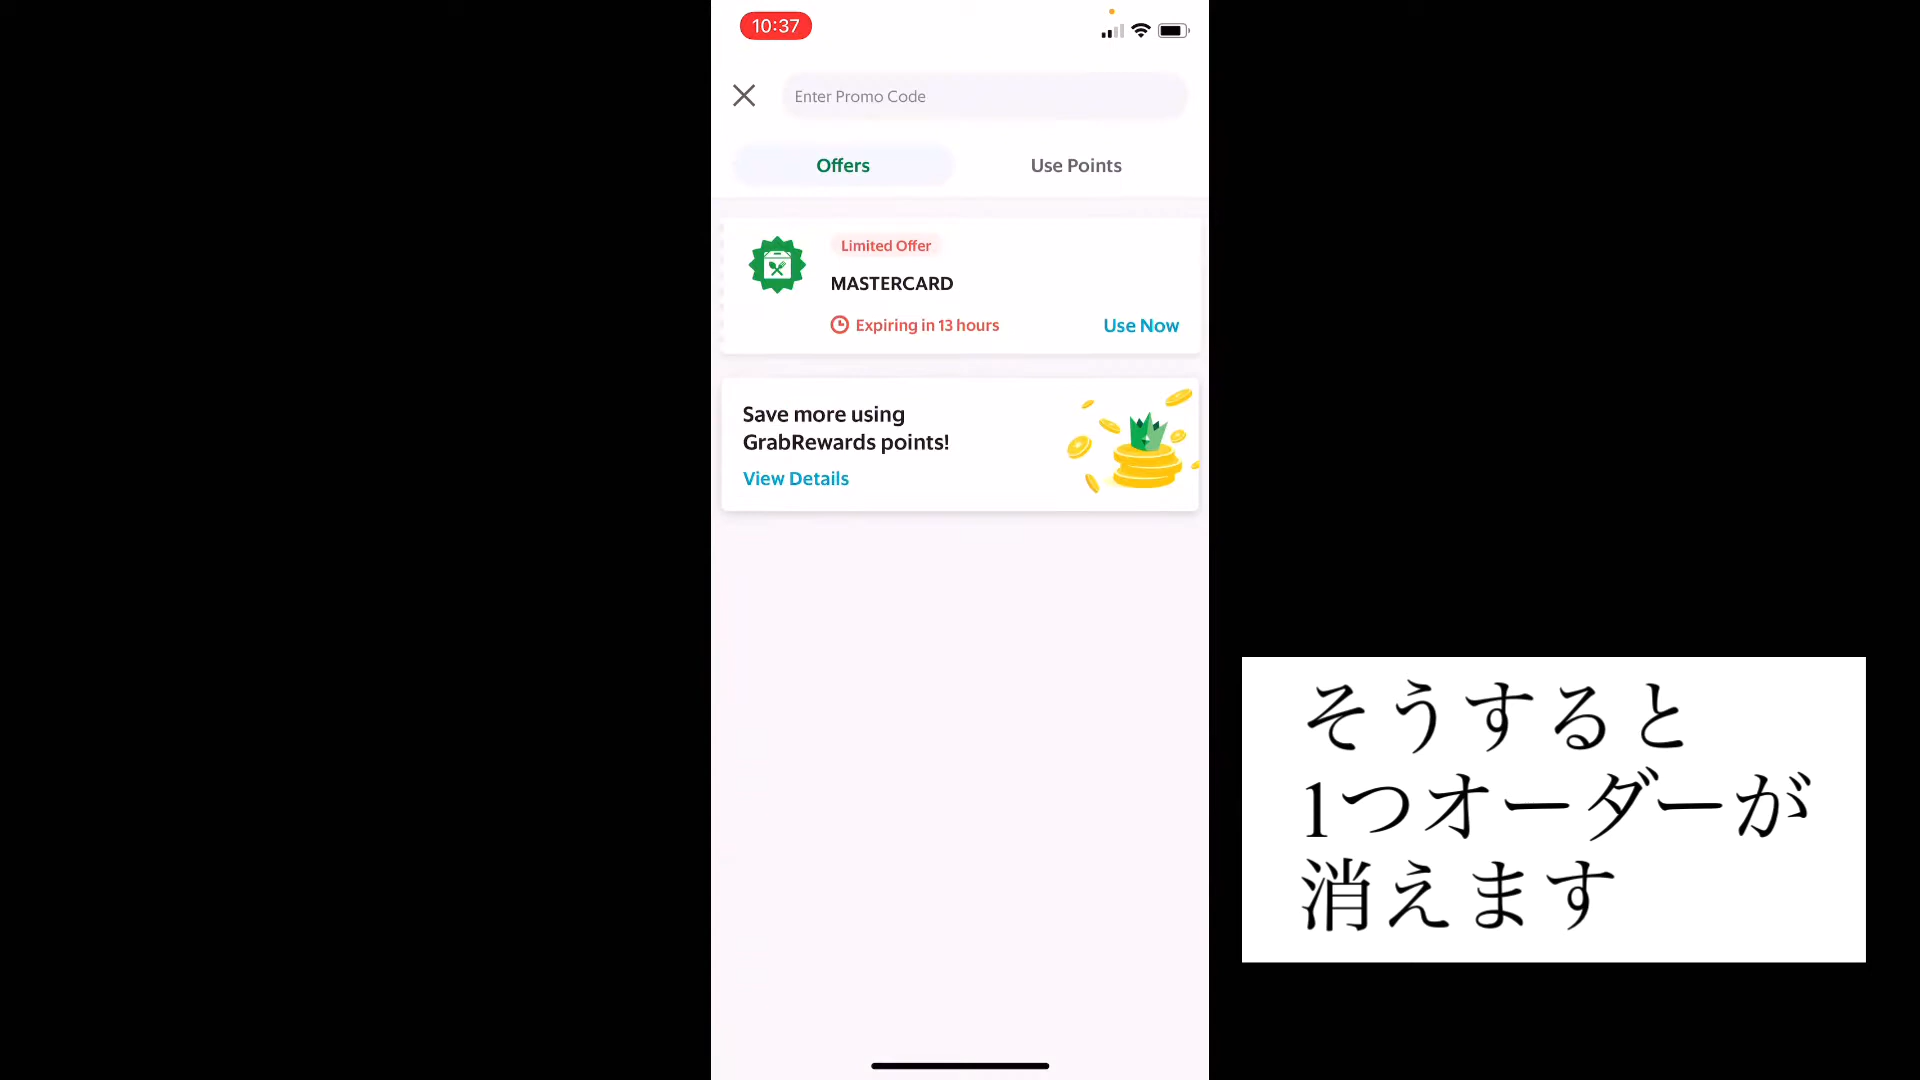 10:37
Enter Promo Code
Offers
Use Points
Limited Offer
MASTERCARD
Expiring in 13 hours
Use Now
Save more using
GrabRewards points!
View Details
そうすると
1つオーダーが
消えます